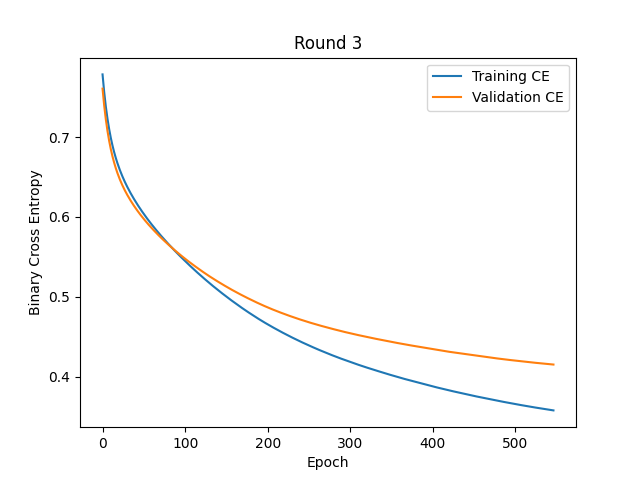 Round 3
Training CE
Validation CE
0.7
0.6
0.5
0.4
Binary Cross Entropy
0 100 200 300 400 500
Epoch